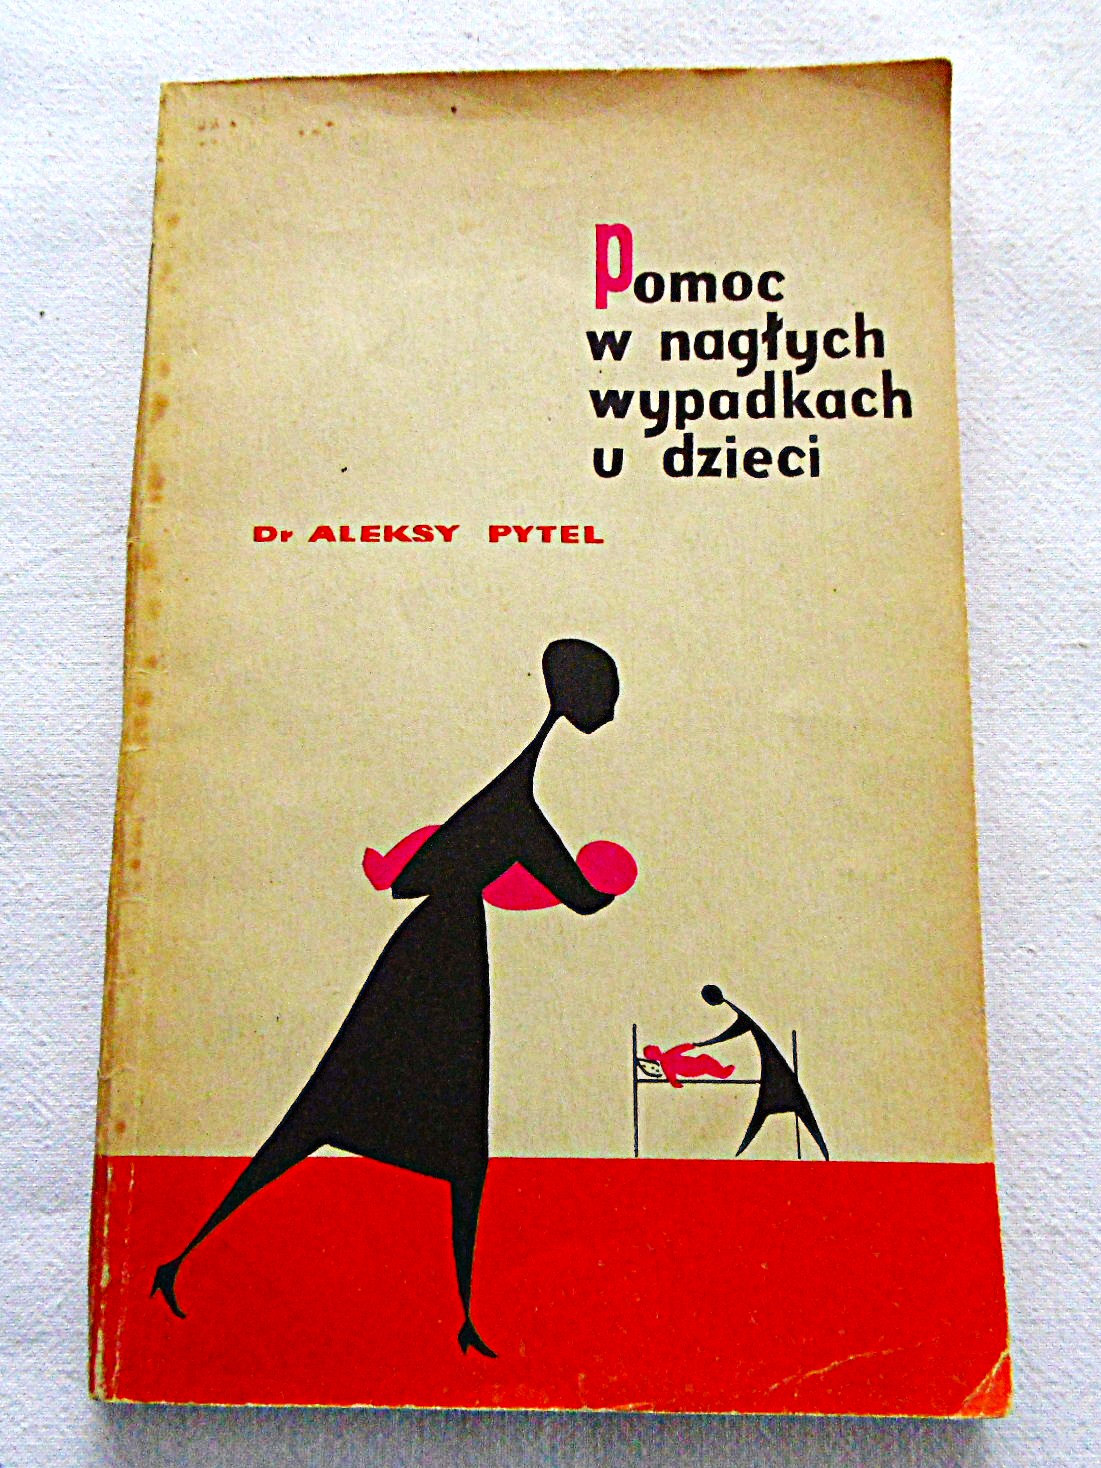 Pomoc
w nagłych
wypadkach
u dzieci
Dr ALEKSY PYTEL